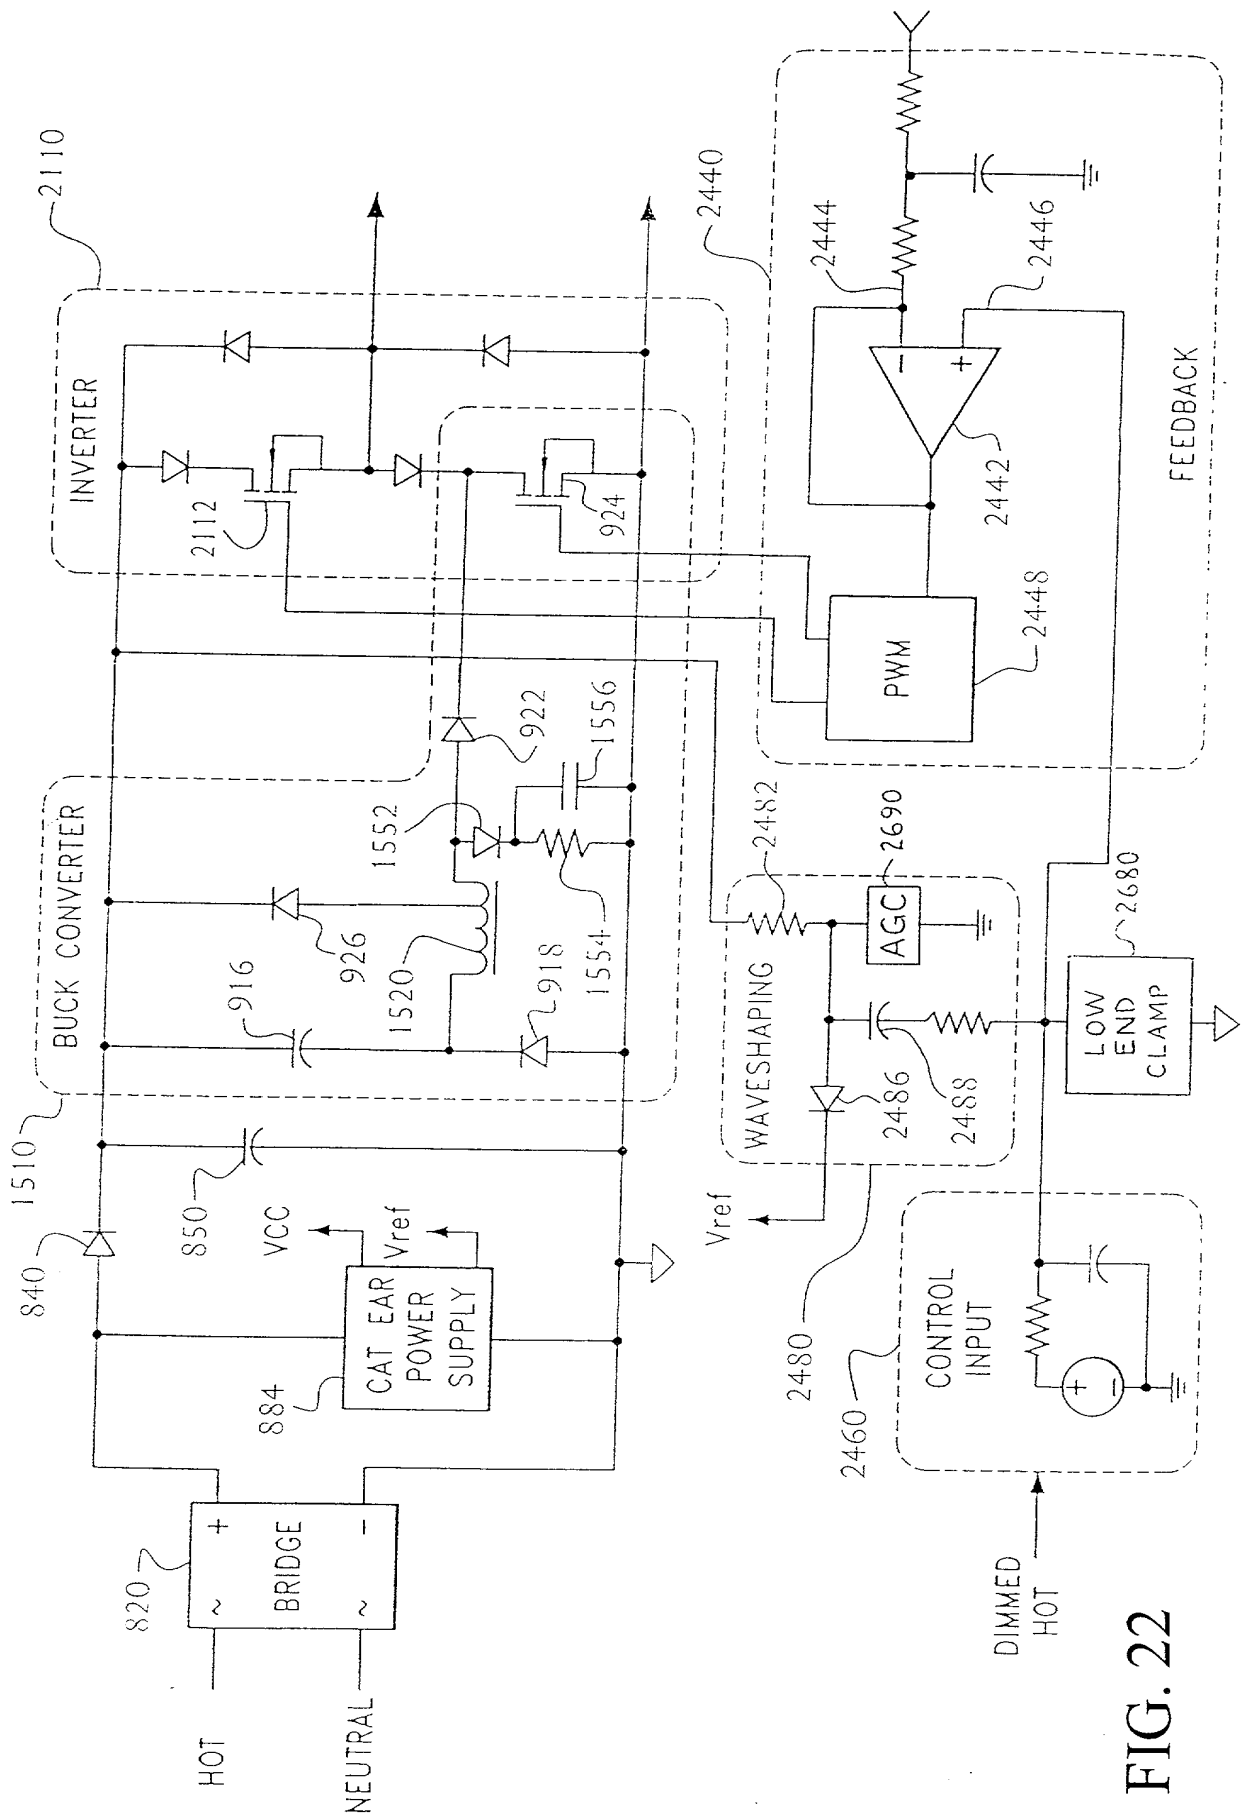 HOT
NEUTRAL
820
~
+
BRIDGE
~
−
840
1510
884
CAT EAR
POWER
SUPPLY
VCC
Vref
850
BUCK CONVERTER
916
926
1520
918
1552
1554
922
1556
INVERTER
2112
924
2110
Vref
WAVESHAPING
2480
2486
2488
2482
AGC
2690
DIMMED
HOT
2460
CONTROL
INPUT
+
−
LOW
END
CLAMP
2680
PWM
2448
2442
−
+
2444
2446
2440
FEEDBACK
FIG. 22